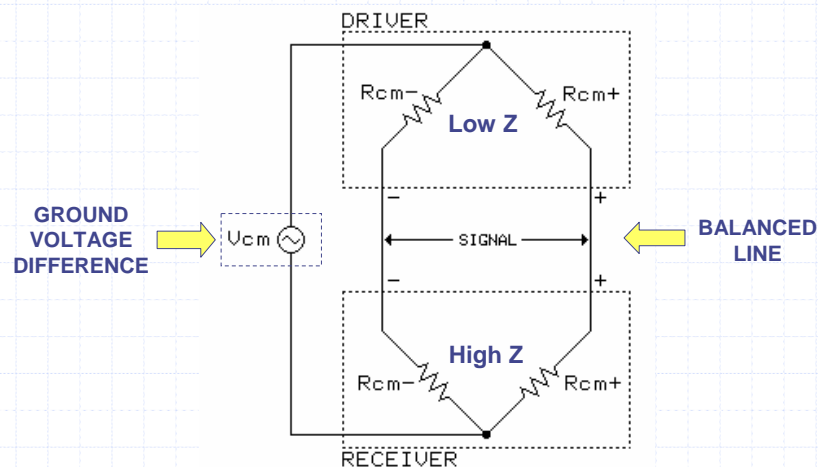 DRIVER
Rcm-
Rcm+
Low Z
-
+
GROUND
VOLTAGE
DIFFERENCE
Vcm
SIGNAL
BALANCED
LINE
-
+
High Z
Rcm-
Rcm+
RECEIVER